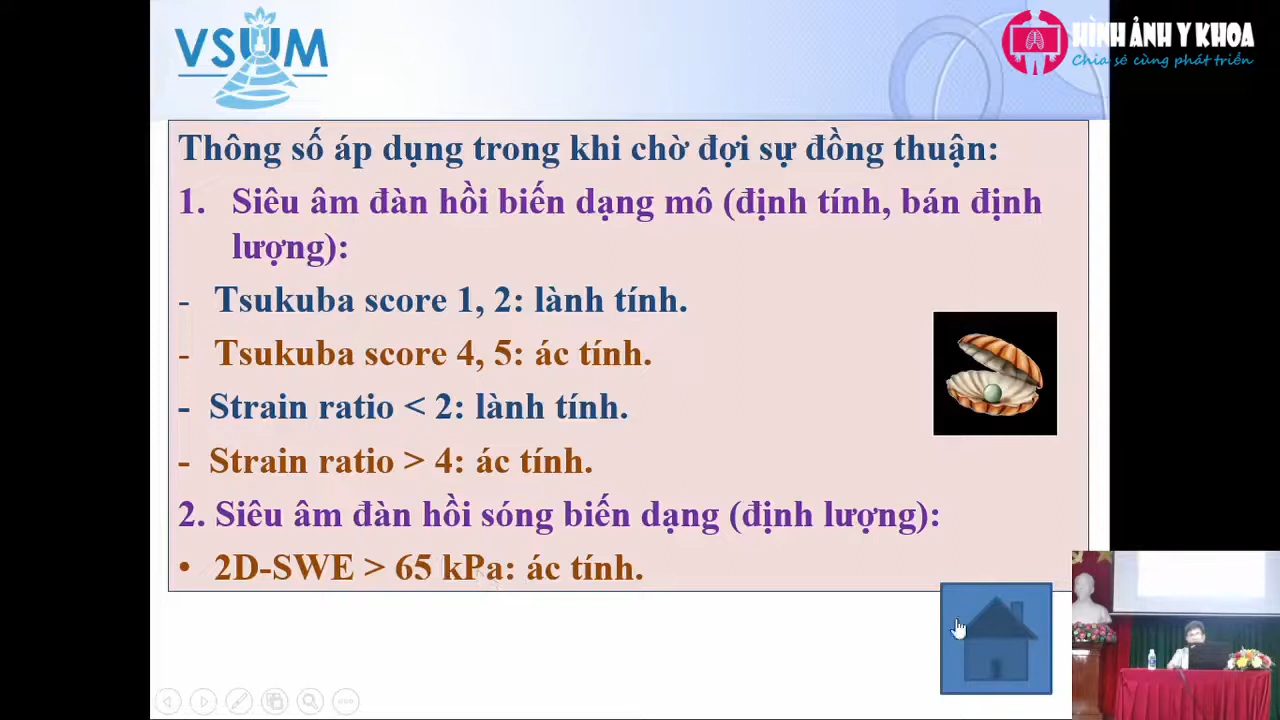 VSUM
HÌNH ẢNH Y KHOA
Chia sẻ cùng phát triển
Thông số áp dụng trong khi chờ đợi sự đồng thuận:
1. Siêu âm đàn hồi biến dạng mô (định tính, bán định
lượng):
- Tsukuba score 1, 2: lành tính.
- Tsukuba score 4, 5: ác tính.
- Strain ratio < 2: lành tính.
- Strain ratio > 4: ác tính.
2. Siêu âm đàn hồi sóng biến dạng (định lượng):
• 2D-SWE > 65 kPa: ác tính.